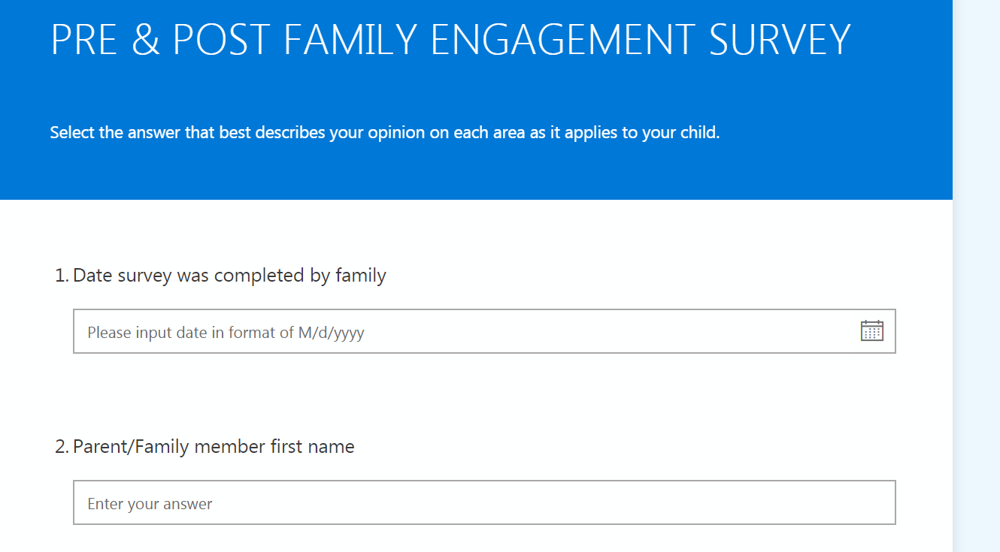 PRE & POST FAMILY ENGAGEMENT SURVEY
Select the answer that best describes your opinion on each area as it applies to your child.
1. Date survey was completed by family
Please input date in format of M/d/yyyy
2. Parent/Family member first name
Enter your answer